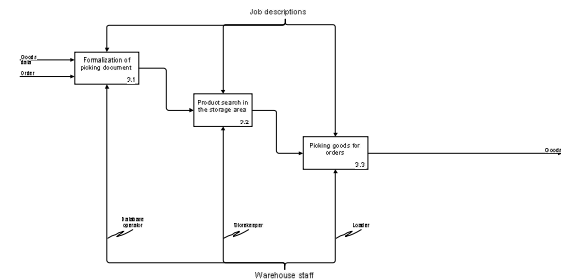 Job descriptions
Goods
data
Order
Formalization of
picking document
3.1
Product search in
the storage area
3.2
Picking goods for
orders
3.3
Goods
Database
operator
Storekeeper
Loader
Warehouse staff